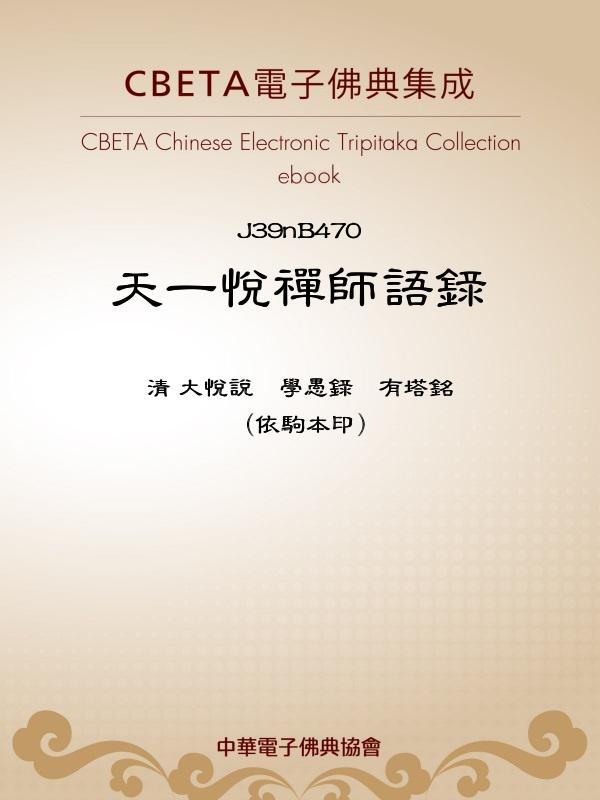 CBETA電子佛典集成
CBETA Chinese Electronic Tripitaka Collection
ebook
J39nB470
天一悅禪師語錄
清 大悅說　學愚錄　有塔銘
（依駒本印）
中華電子佛典協會